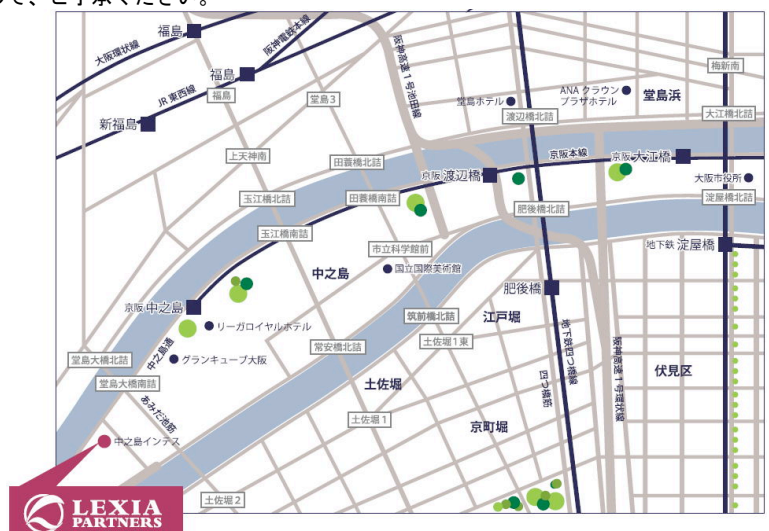 で、ご了承ください。
福島
大阪環状線
阪神電鉄本線
福島
JR東西線
福島
新福島
堂島3
阪神高速1号池田線
堂島ホテル
ANAクラウン
プラザホテル
堂島浜
梅新南
渡辺橋北詰
大江橋北詰
上天神南
田蓑橋北詰
京阪本線
京阪 大江橋
京阪 渡辺橋
大阪市役所
玉江橋北詰
田蓑橋南詰
淀屋橋北詰
肥後橋北詰
玉江橋南詰
市立科学館前
地下鉄 淀屋橋
中之島
国立国際美術館
肥後橋
京阪 中之島
筑前橋北詰
江戸堀
リーガロイヤルホテル
常安橋北詰
土佐堀1東
地下鉄四つ橋線
阪神高速1号環状線
中之島通
堂島大橋北詰
グランキューブ大阪
伏見区
堂島大橋南詰
土佐堀
四つ橋筋
あみだ池筋
土佐堀1
京町堀
中之島インテス
土佐堀2
LEXIA
PARTNERS